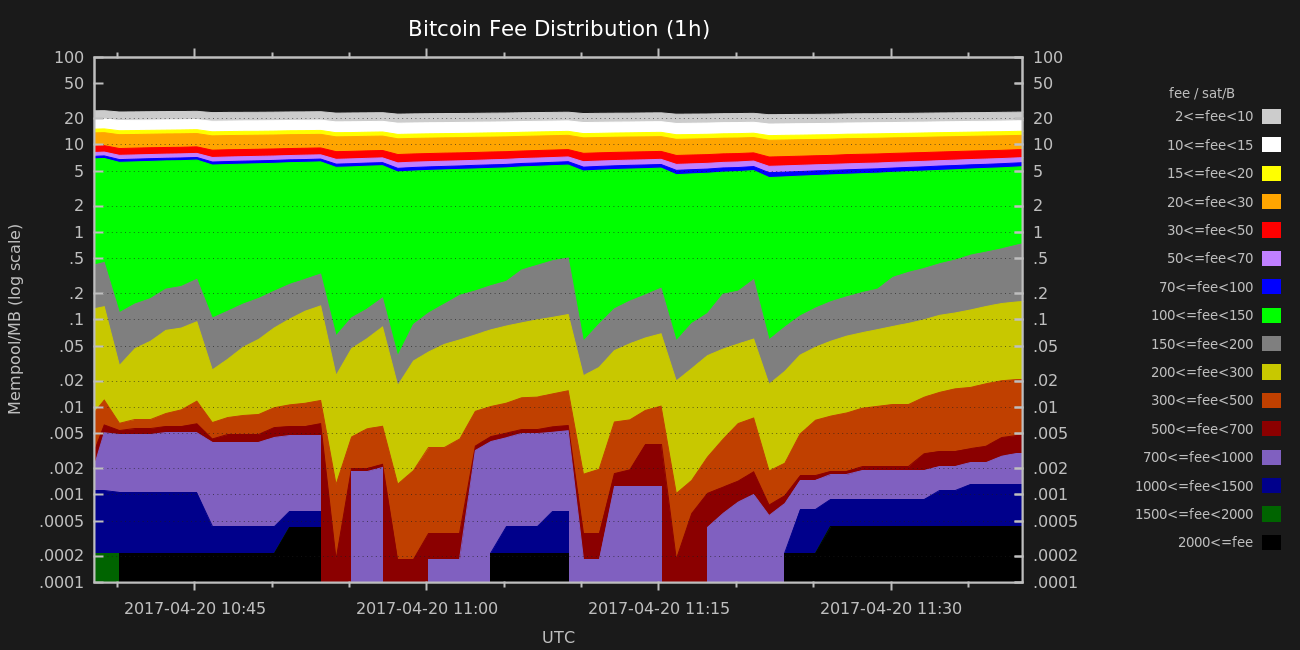 Bitcoin Fee Distribution (1h)
100 100
50 50
20 20
10 10
5 5
2 2
1 1
.5 .5
.2 .2
.1 .1
.05 .05
.02 .02
.01 .01
.005 .005
.002 .002
.001 .001
.0005 .0005
.0002 .0002
.0001 .0001
Mempool/MB (log scale)
2017-04-20 10:45 2017-04-20 11:00 2017-04-20 11:15 2017-04-20 11:30
UTC
fee / sat/B
2<=fee<10
10<=fee<15
15<=fee<20
20<=fee<30
30<=fee<50
50<=fee<70
70<=fee<100
100<=fee<150
150<=fee<200
200<=fee<300
300<=fee<500
500<=fee<700
700<=fee<1000
1000<=fee<1500
1500<=fee<2000
2000<=fee